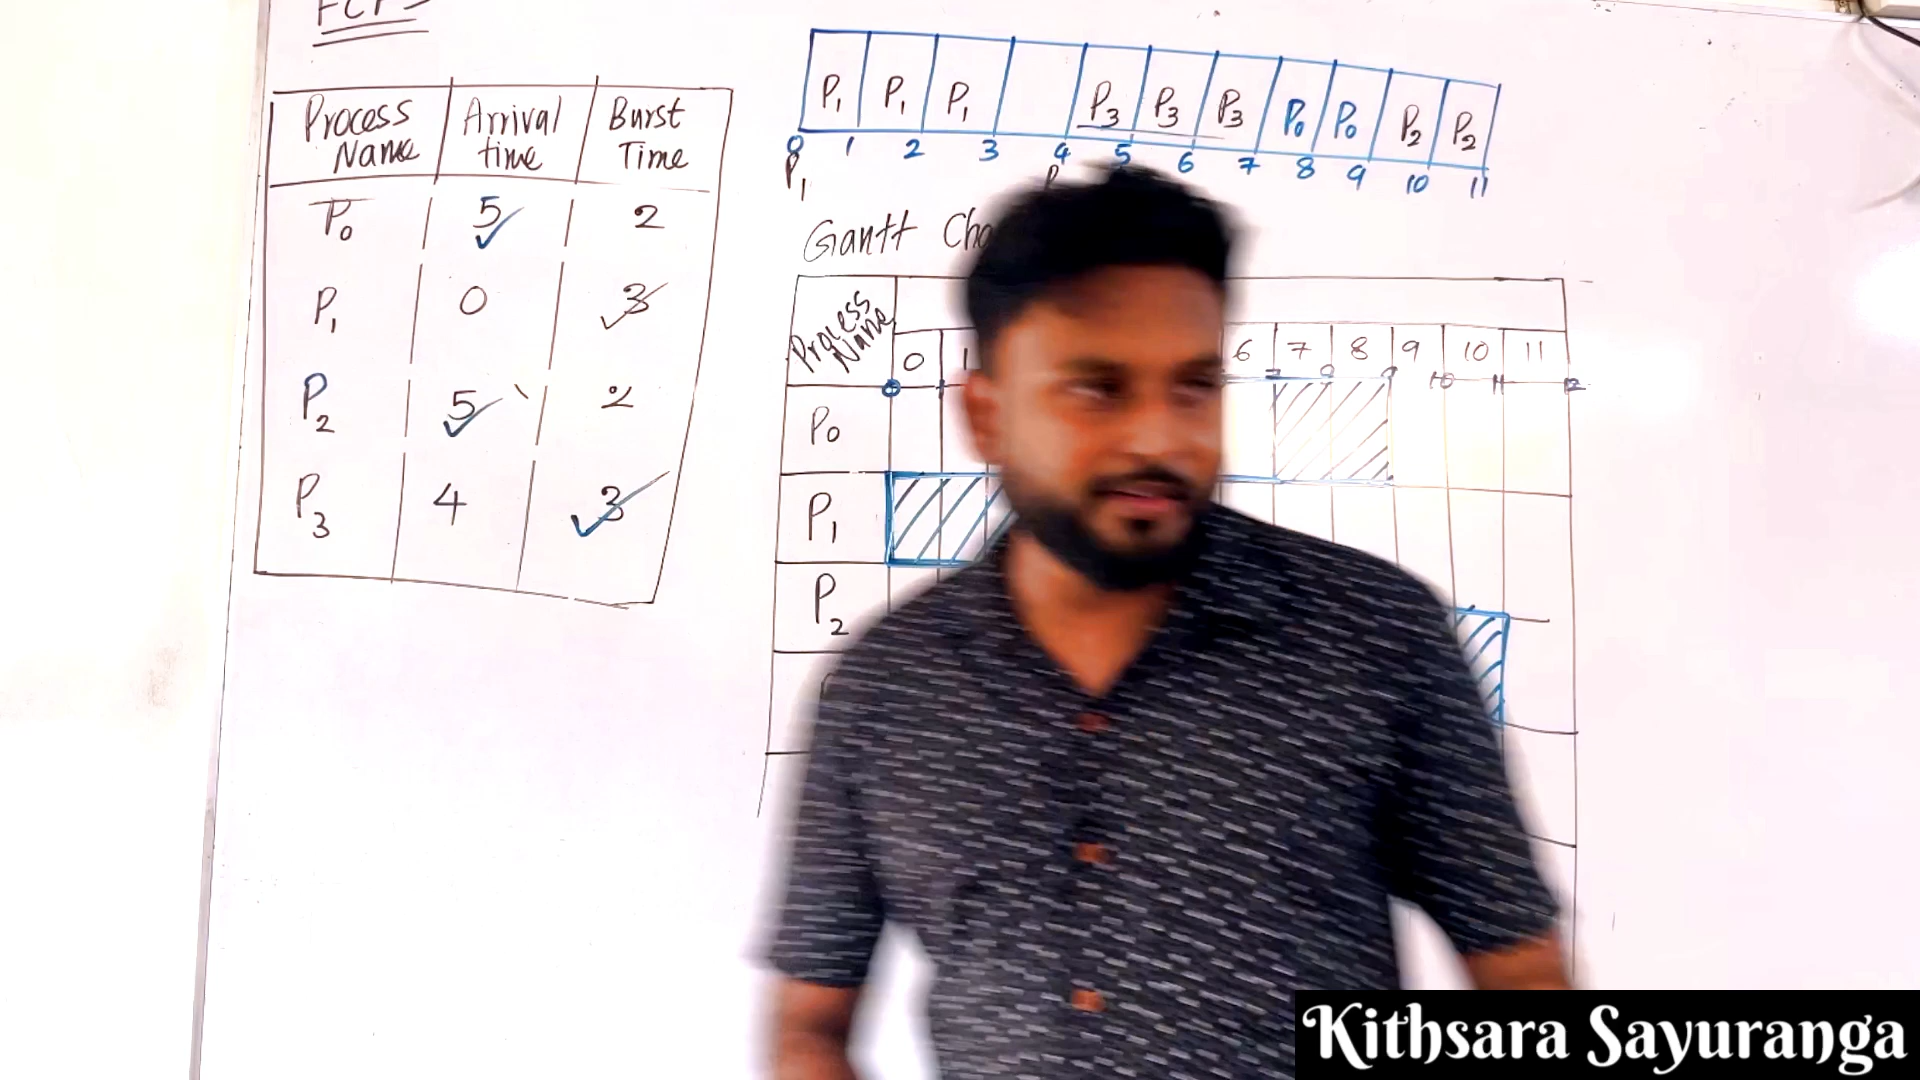 FCFS
Process Name | Arrival time | Burst Time
P0 | 5 | 2
P1 | 0 | 3
P2 | 5 | 2
P3 | 4 | 3
P1 P1 P1 P3 P3 P3 P0 P0 P2 P2
0 1 2 3 4 5 6 7 8 9 10 11
P1
Gantt
Process Name
0 1 6 7 8 9 10 11
P0
P1
P2
Kithsara Sayuranga